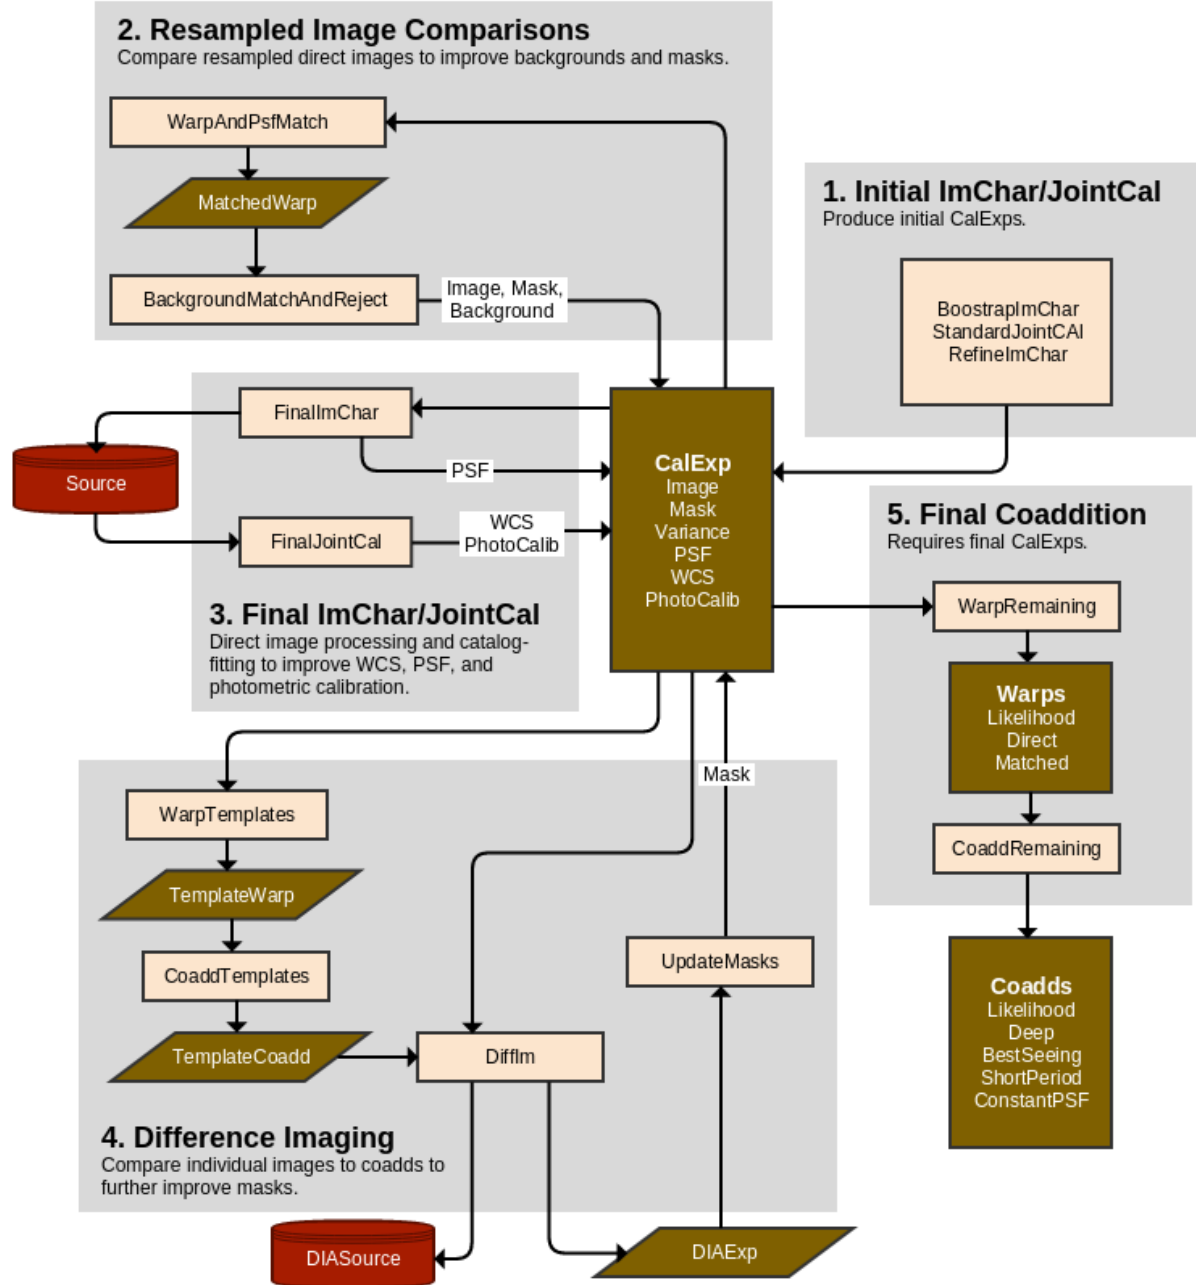 2. Resampled Image Comparisons
Compare resampled direct images to improve backgrounds and masks.
WarpAndPsfMatch
MatchedWarp
BackgroundMatchAndReject
Image, Mask,
Background
1. Initial ImChar/JointCal
Produce initial CalExps.
BoostrapImChar
StandardJointCAl
RefineImChar
FinalImChar
PSF
Source
FinalJointCal
WCS
PhotoCalib
3. Final ImChar/JointCal
Direct image processing and catalog-
fitting to improve WCS, PSF, and
photometric calibration.
CalExp
Image
Mask
Variance
PSF
WCS
PhotoCalib
5. Final Coaddition
Requires final CalExps.
WarpRemaining
Warps
Likelihood
Direct
Matched
CoaddRemaining
Coadds
Likelihood
Deep
BestSeeing
ShortPeriod
ConstantPSF
Mask
WarpTemplates
TemplateWarp
CoaddTemplates
TemplateCoadd
DiffIm
UpdateMasks
4. Difference Imaging
Compare individual images to coadds to
further improve masks.
DIASource
DIAExp